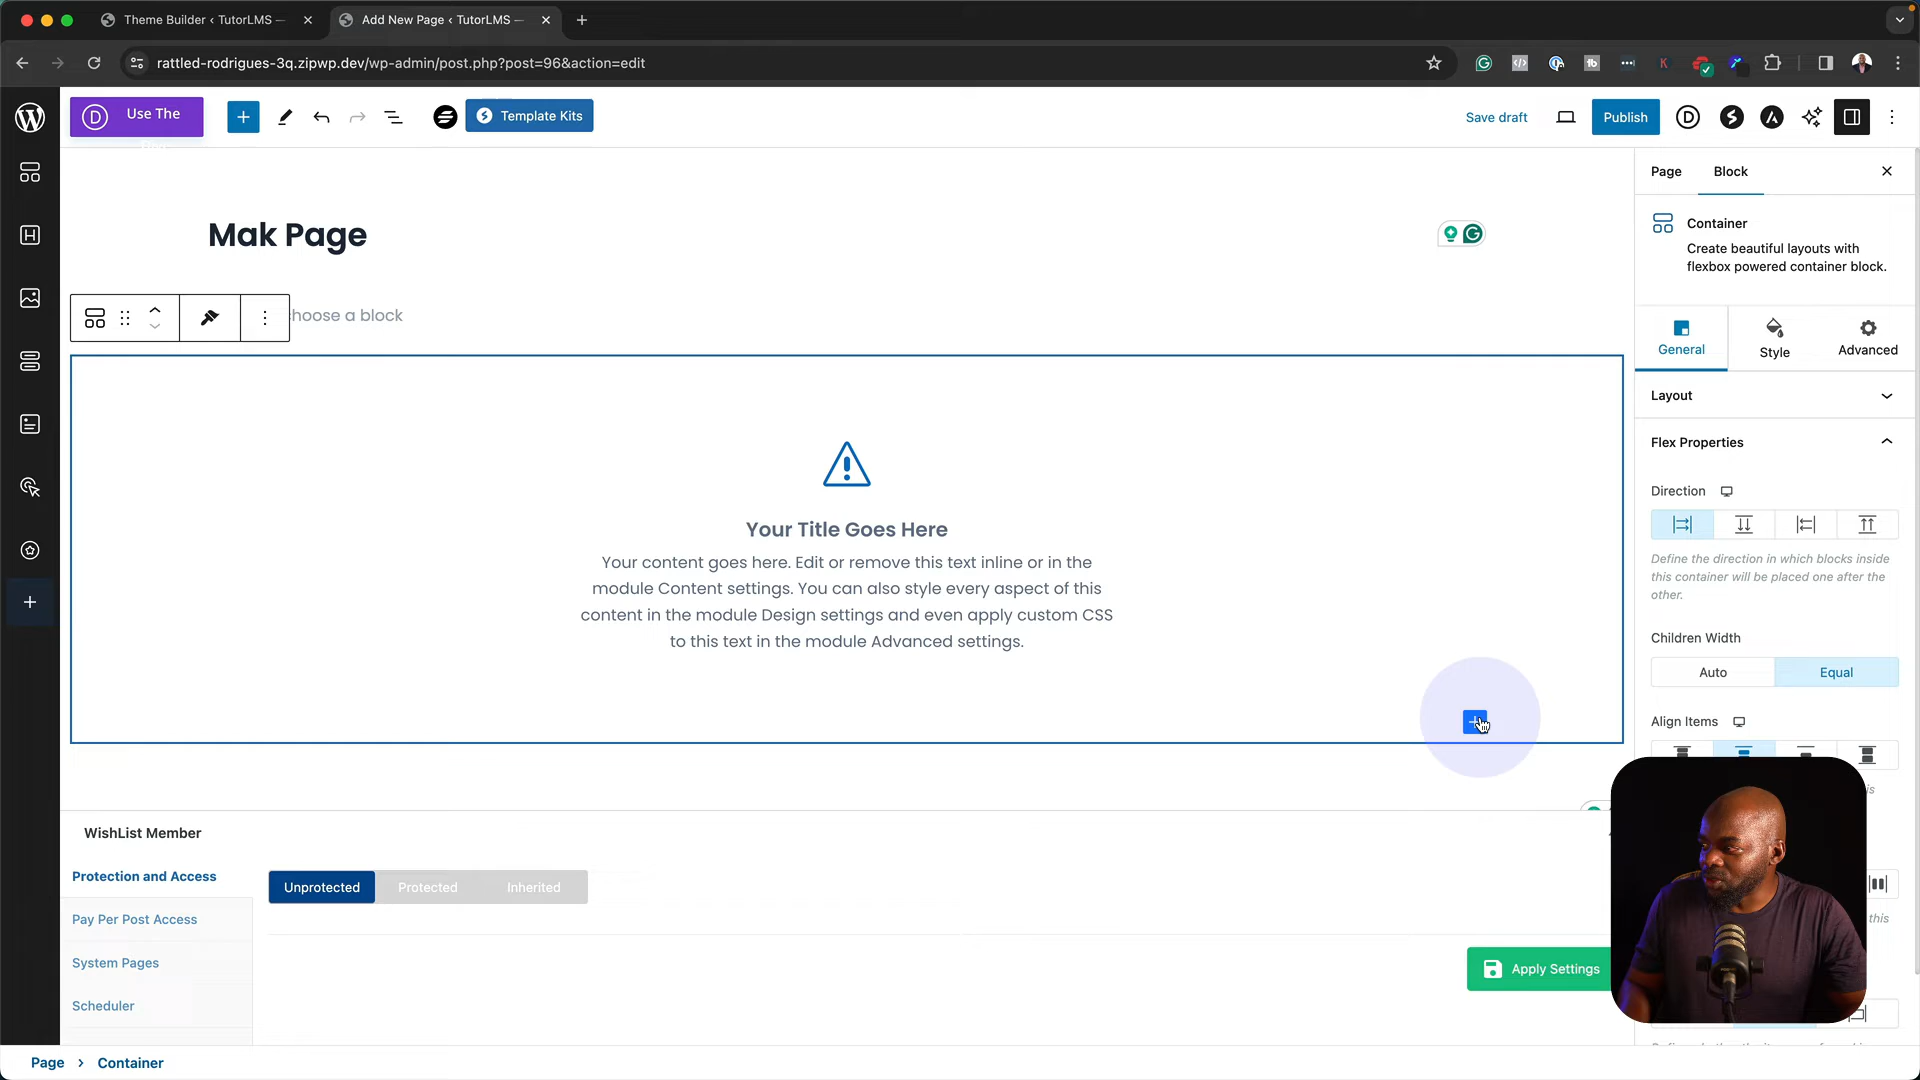 Theme Builder ‹ TutorLMS —
Add New Page ‹ TutorLMS —
rattled-rodrigues-3q.zipwp.dev/wp-admin/post.php?post=96&action=edit
Use The
Template Kits
Save draft
Publish
Page
Block
Mak Page
Container
Create beautiful layouts with
flexbox powered container block.
hoose a block
General
Style
Advanced
Layout
Flex Properties
Direction
Define the direction in which blocks inside
this container will be placed one after the
other.
Your Title Goes Here
Your content goes here. Edit or remove this text inline or in the
module Content settings. You can also style every aspect of this
content in the module Design settings and even apply custom CSS
to this text in the module Advanced settings.
Children Width
Auto
Equal
Align Items
is
WishList Member
Protection and Access
Unprotected
Protected
Inherited
Pay Per Post Access
this
System Pages
Apply Settings
Scheduler
Page
Container